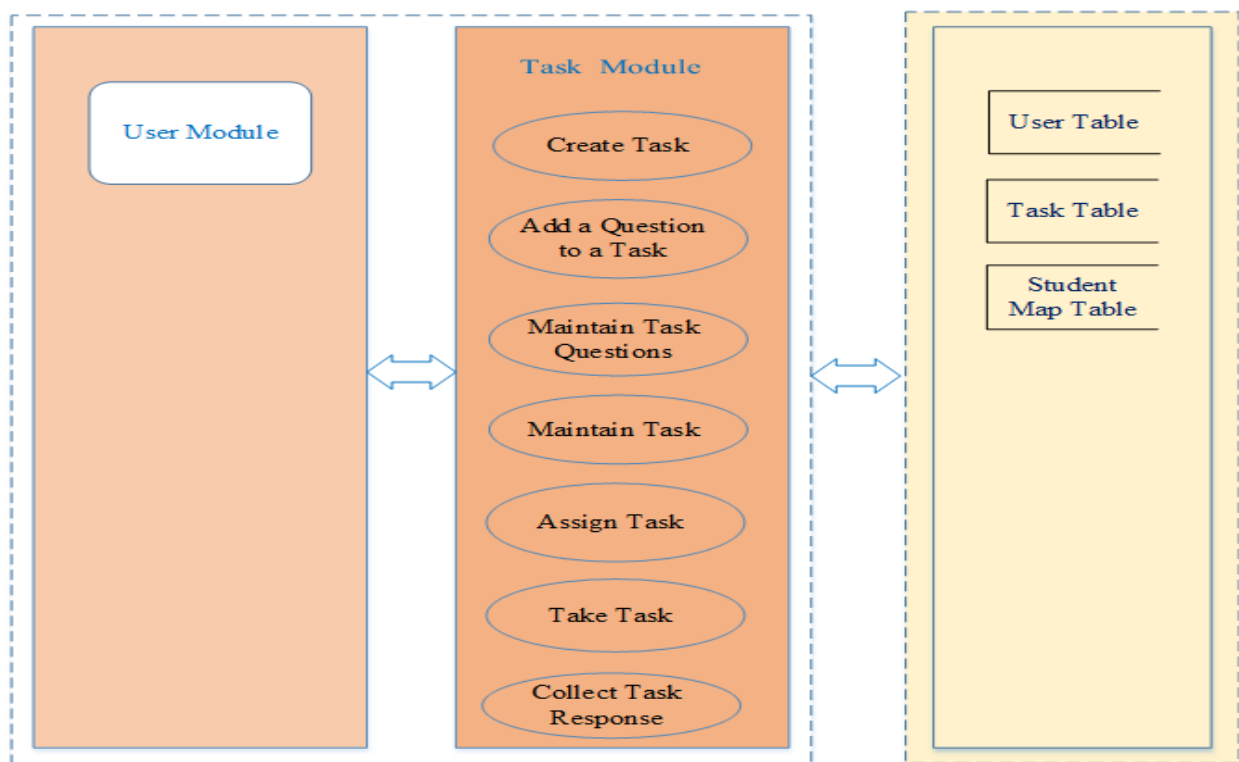 User Module
Task Module
Create Task
Add a Question
to a Task
Maintain Task
Questions
Maintain Task
Assign Task
Take Task
Collect Task
Response
User Table
Task Table
Student
Map Table